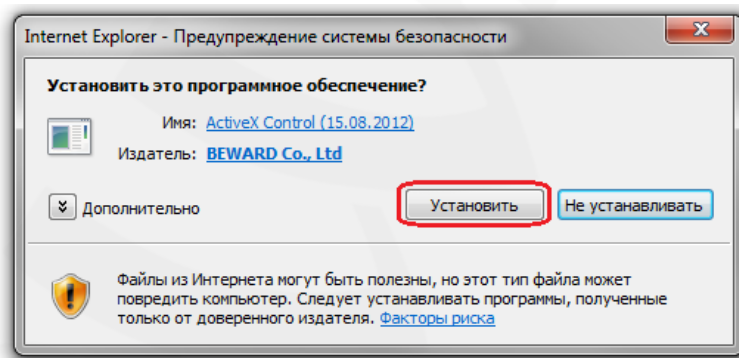 Internet Explorer - Предупреждение системы безопасности
Установить это программное обеспечение?
Имя: ActiveX Control (15.08.2012)
Издатель: BEWARD Co., Ltd
Дополнительно Установить Не устанавливать
Файлы из Интернета могут быть полезны, но этот тип файла может
повредить компьютер. Следует устанавливать программы, полученные
только от доверенного издателя. Факторы риска